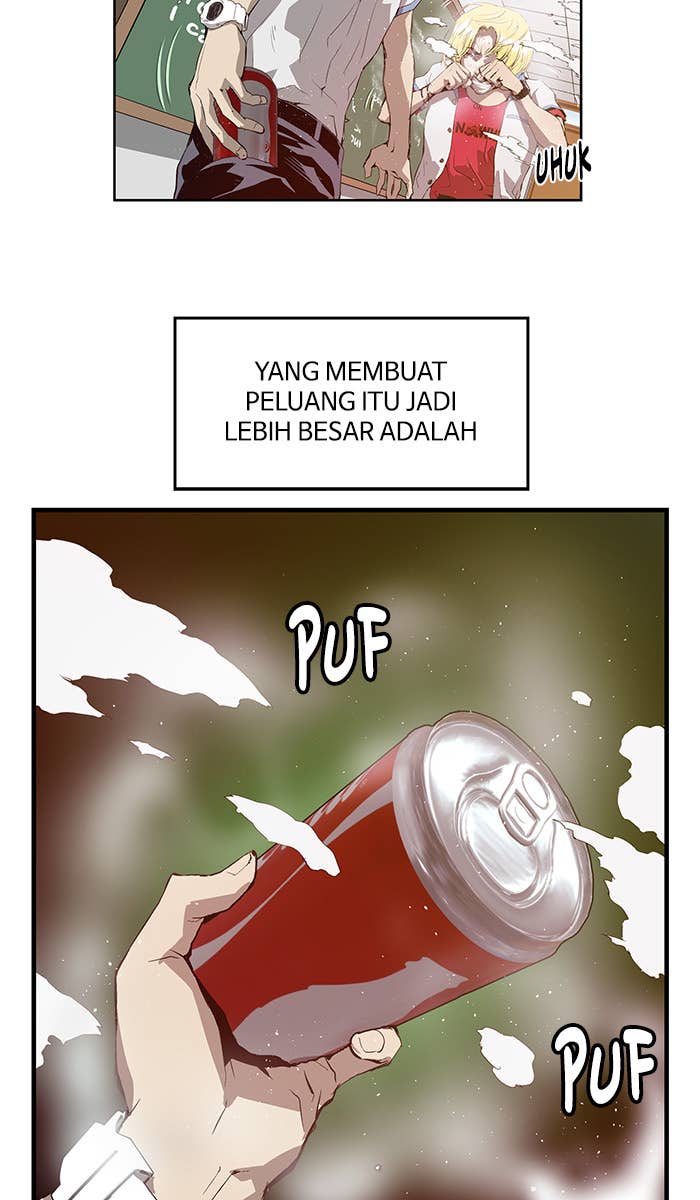 UHUK
YANG MEMBUAT
PELUANG ITU JADI
LEBIH BESAR ADALAH
PUF
PUF